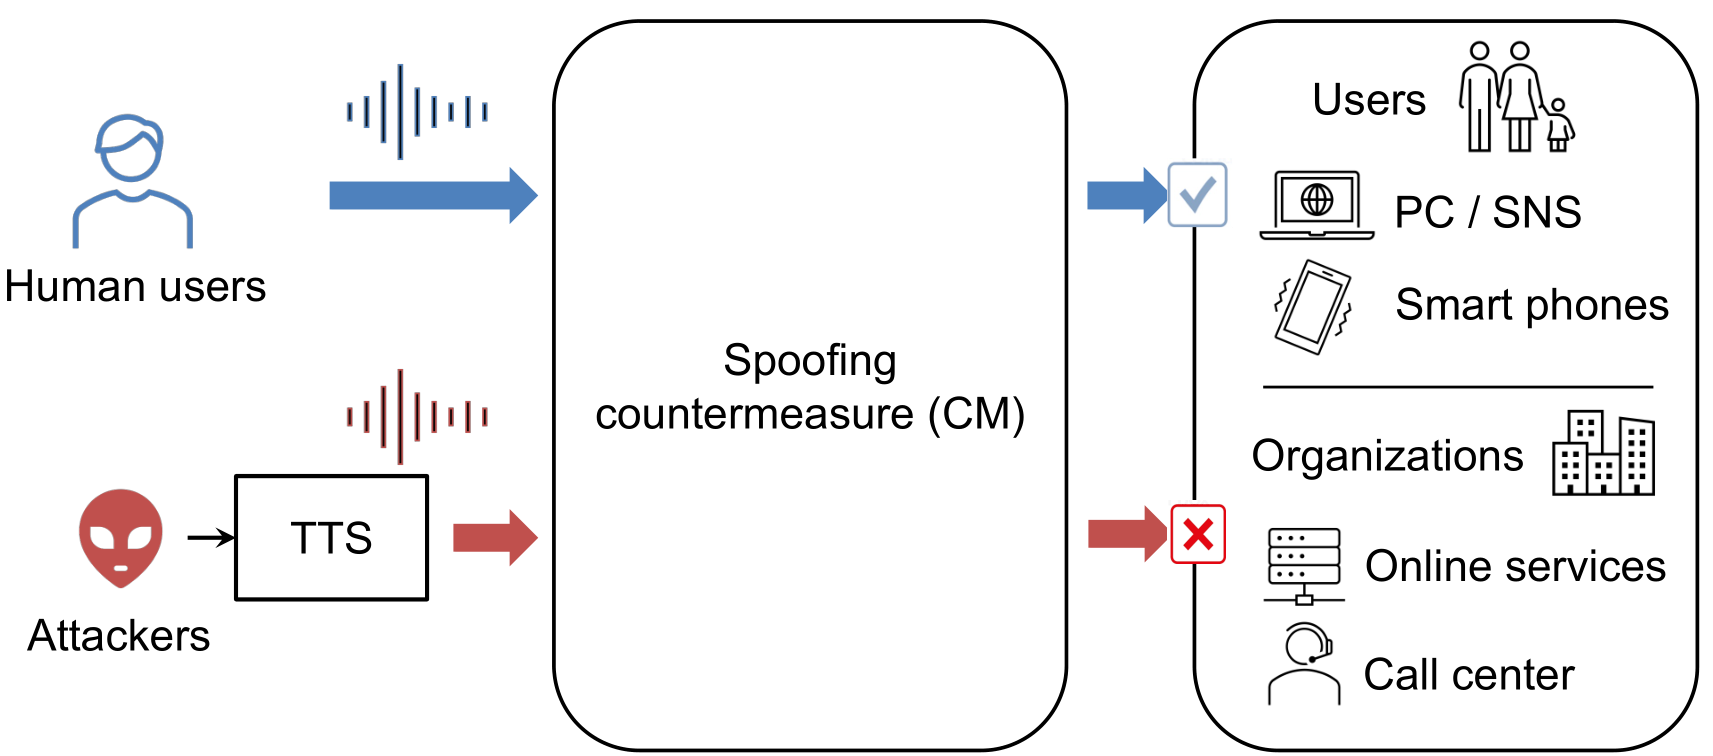 Human users
Attackers
TTS
Spoofing
countermeasure (CM)
Users
PC / SNS
Smart phones
Organizations
Online services
Call center